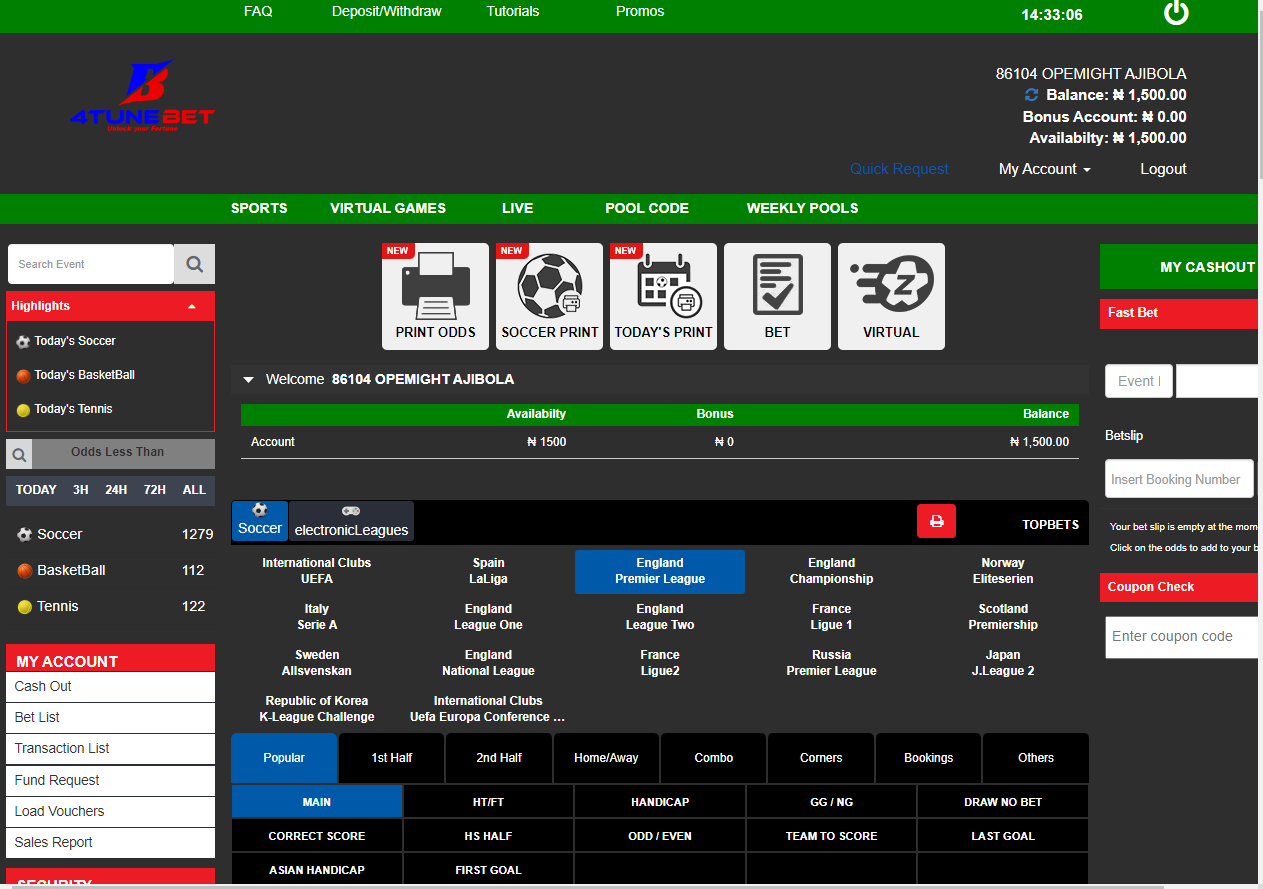 FAQ Deposit/Withdraw Tutorials Promos 14:33:06
4TUNEBET
Unlock your Fortune
86104 OPEMIGHT AJIBOLA
Balance: ₦ 1,500.00
Bonus Account: ₦ 0.00
Availabilty: ₦ 1,500.00
Quick Request My Account Logout
SPORTS VIRTUAL GAMES LIVE POOL CODE WEEKLY POOLS
Search Event
Highlights
Today's Soccer
Today's BasketBall
Today's Tennis
Odds Less Than
TODAY 3H 24H 72H ALL
Soccer 1279
BasketBall 112
Tennis 122
MY ACCOUNT
Cash Out
Bet List
Transaction List
Fund Request
Load Vouchers
Sales Report
SECURITY
NEW NEW NEW
PRINT ODDS SOCCER PRINT TODAY'S PRINT BET Z VIRTUAL
Welcome 86104 OPEMIGHT AJIBOLA
Availabilty Bonus Balance
Account ₦ 1500 ₦ 0 ₦ 1,500.00
Soccer electronicLeagues TOPBETS
International Clubs Spain England England Norway
UEFA LaLiga Premier League Championship Eliteserien
Italy England England France Scotland
Serie A League One League Two Ligue 1 Premiership
Sweden England France Russia Japan
Allsvenskan National League Ligue2 Premier League J.League 2
Republic of Korea International Clubs
K-League Challenge Uefa Europa Conference ...
Popular 1st Half 2nd Half Home/Away Combo Corners Bookings Others
MAIN HT/FT HANDICAP GG / NG DRAW NO BET
CORRECT SCORE HS HALF ODD / EVEN TEAM TO SCORE LAST GOAL
ASIAN HANDICAP FIRST GOAL
MY CASHOUT
Fast Bet
Event I
Betslip
Insert Booking Number
Your bet slip is empty at the mom
Click on the odds to add to your b
Coupon Check
Enter coupon code